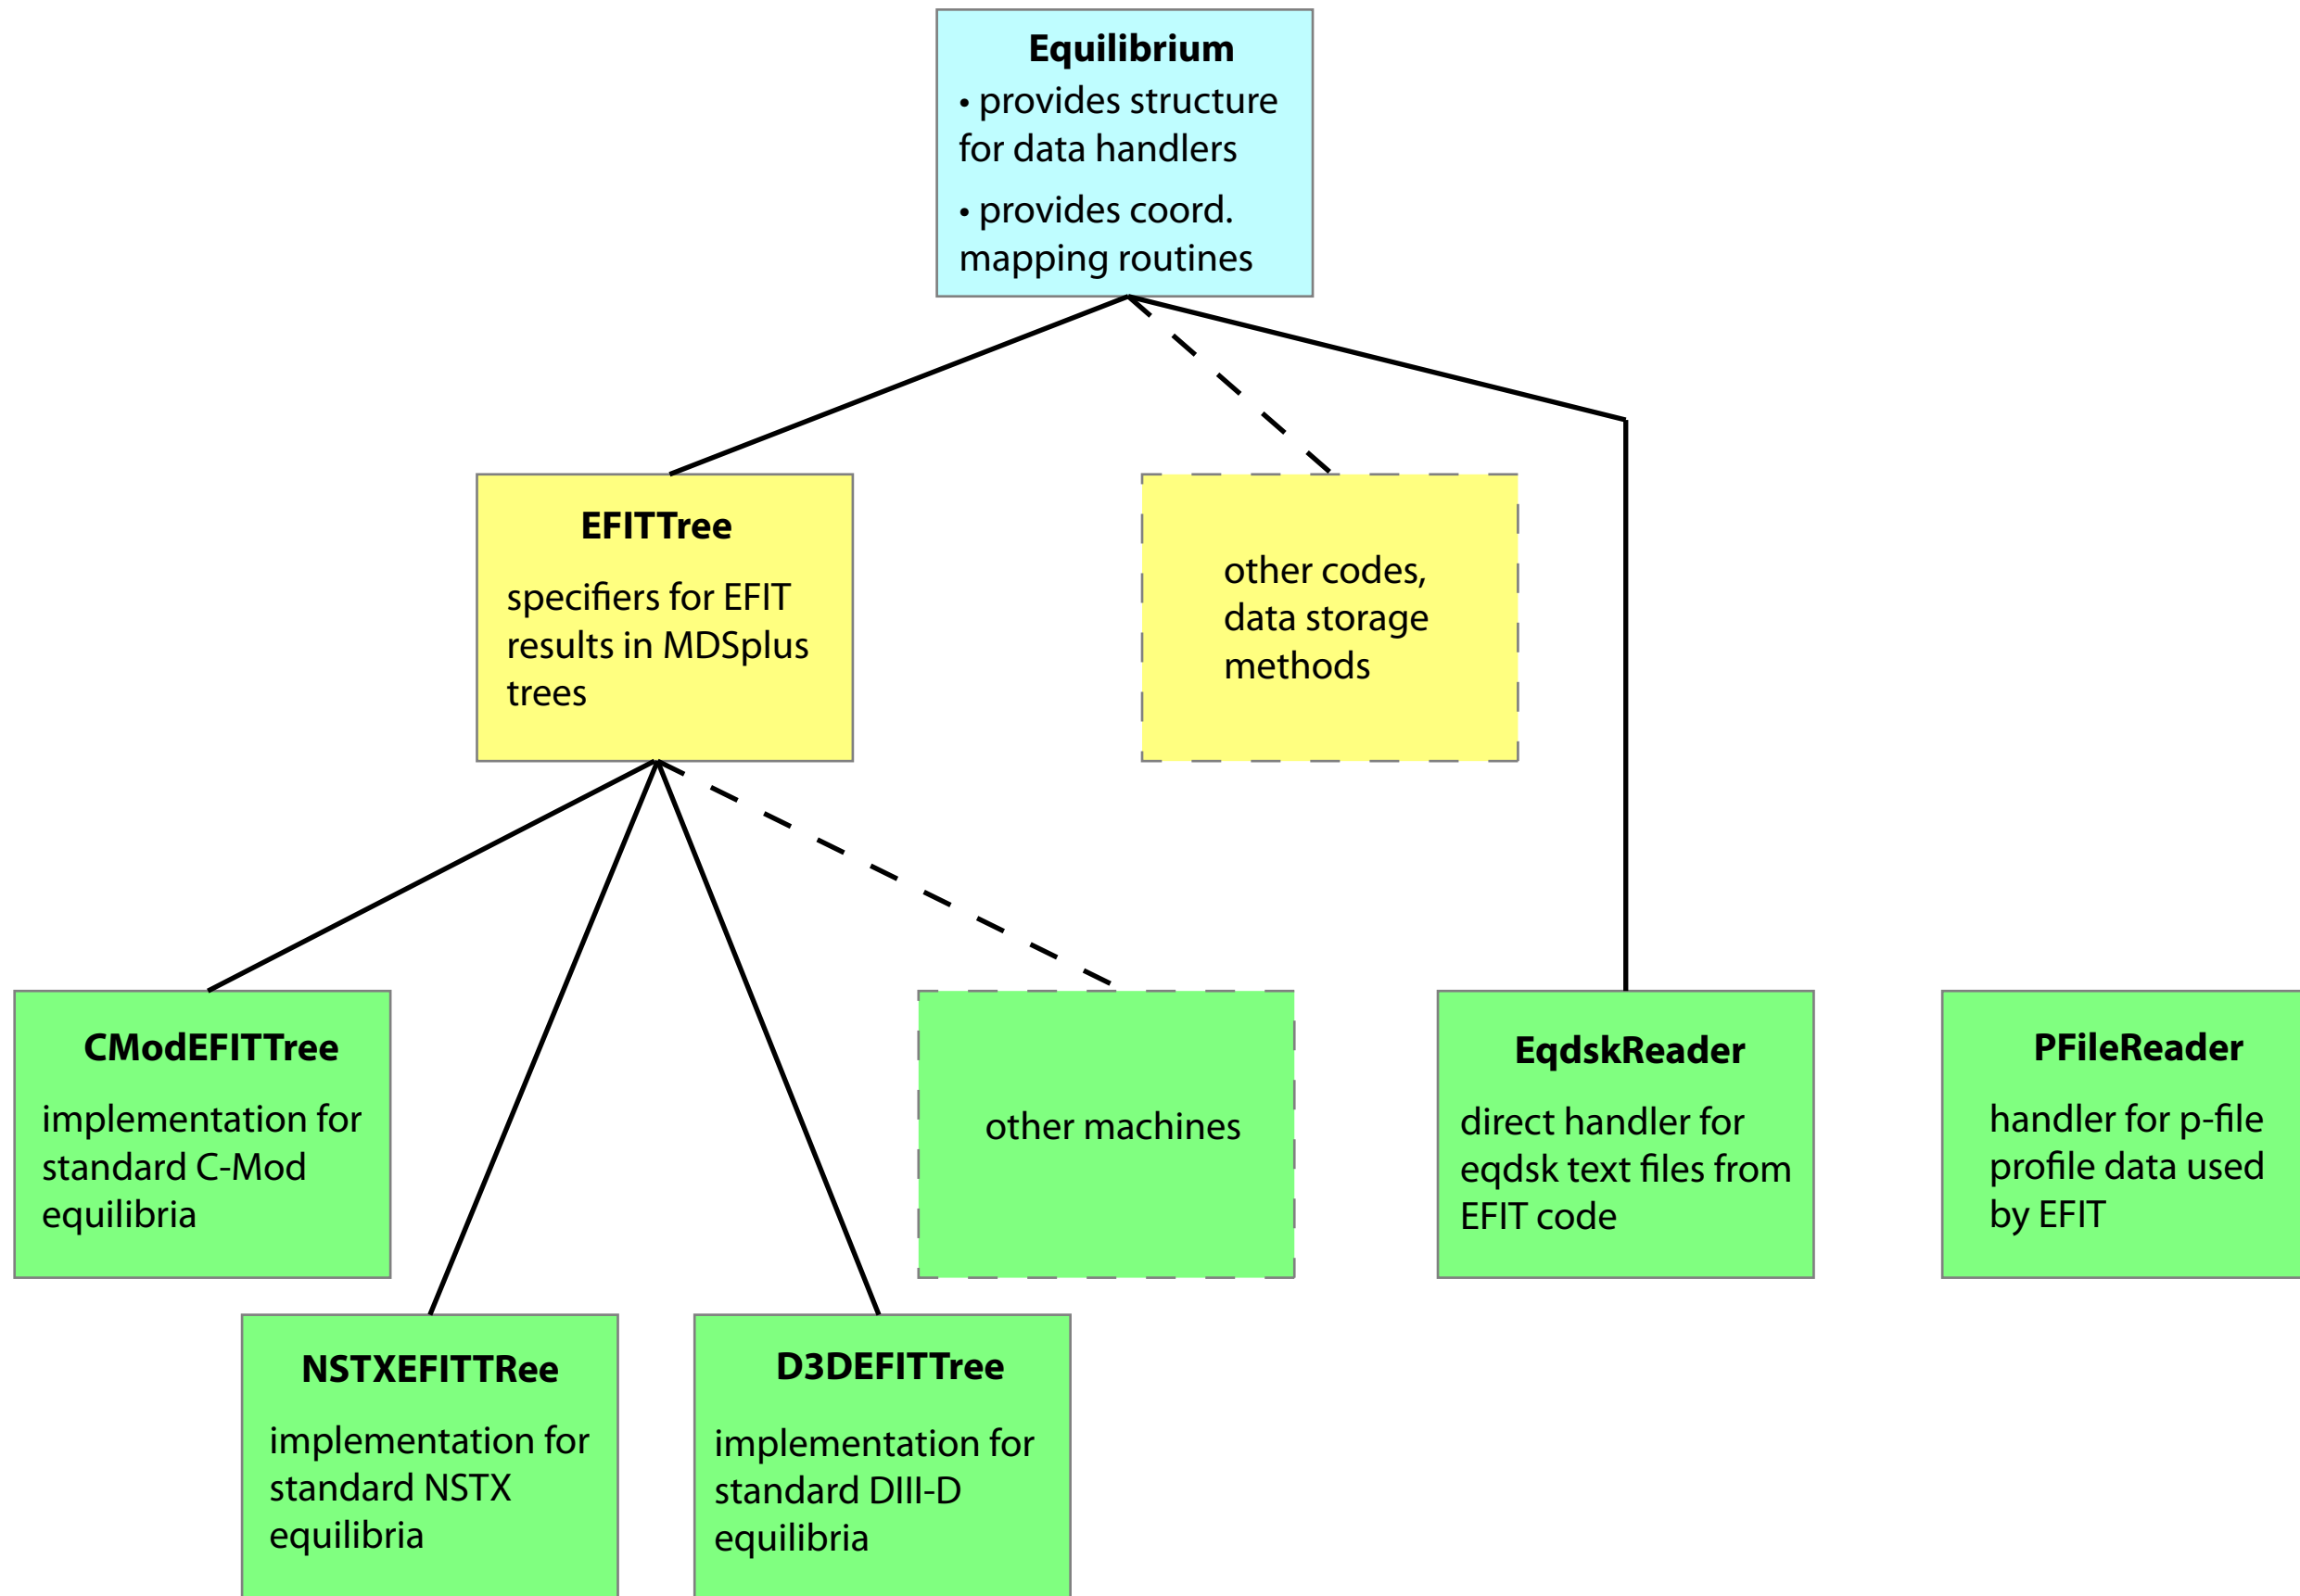 Equilibrium
• provides structure
for data handlers
• provides coord.
mapping routines
EFITTree
specifiers for EFIT
results in MDSplus
trees
other codes,
data storage
methods
CModEFITTree
implementation for
standard C-Mod
equilibria
other machines
EqdskReader
direct handler for
eqdsk text files from
EFIT code
PFileReader
handler for p-file
profile data used
by EFIT
NSTXEFITTRee
implementation for
standard NSTX
equilibria
D3DEFITTree
implementation for
standard DIII-D
equilibria